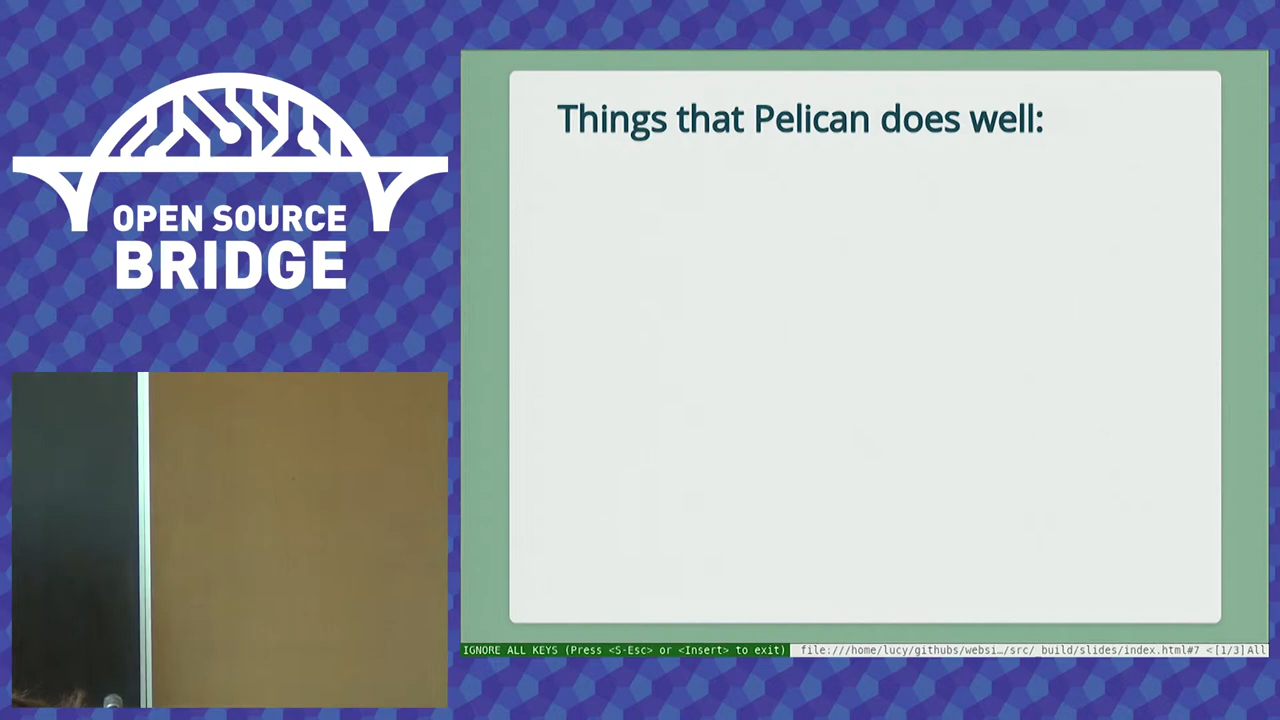 OPEN SOURCE
BRIDGE
Things that Pelican does well:
IGNORE ALL KEYS (Press <S-Esc> or <Insert> to exit) file:///home/lucy/githubs/websi…/src/_build/slides/index.html#7 <[1/3]All